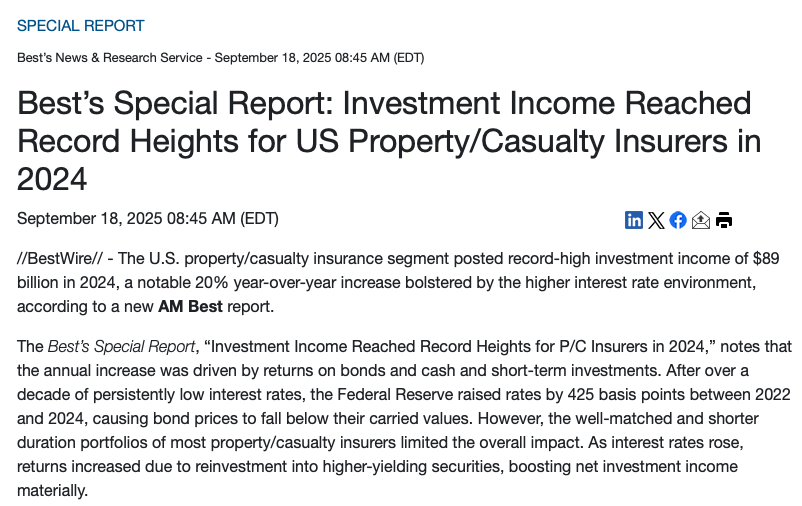 SPECIAL REPORT
Best’s News & Research Service - September 18, 2025 08:45 AM (EDT)
Best’s Special Report: Investment Income Reached
Record Heights for US Property/Casualty Insurers in
2024
September 18, 2025 08:45 AM (EDT)
//BestWire// - The U.S. property/casualty insurance segment posted record-high investment income of $89
billion in 2024, a notable 20% year-over-year increase bolstered by the higher interest rate environment,
according to a new AM Best report.
The Best’s Special Report, “Investment Income Reached Record Heights for P/C Insurers in 2024,” notes that
the annual increase was driven by returns on bonds and cash and short-term investments. After over a
decade of persistently low interest rates, the Federal Reserve raised rates by 425 basis points between 2022
and 2024, causing bond prices to fall below their carried values. However, the well-matched and shorter
duration portfolios of most property/casualty insurers limited the overall impact. As interest rates rose,
returns increased due to reinvestment into higher-yielding securities, boosting net investment income
materially.